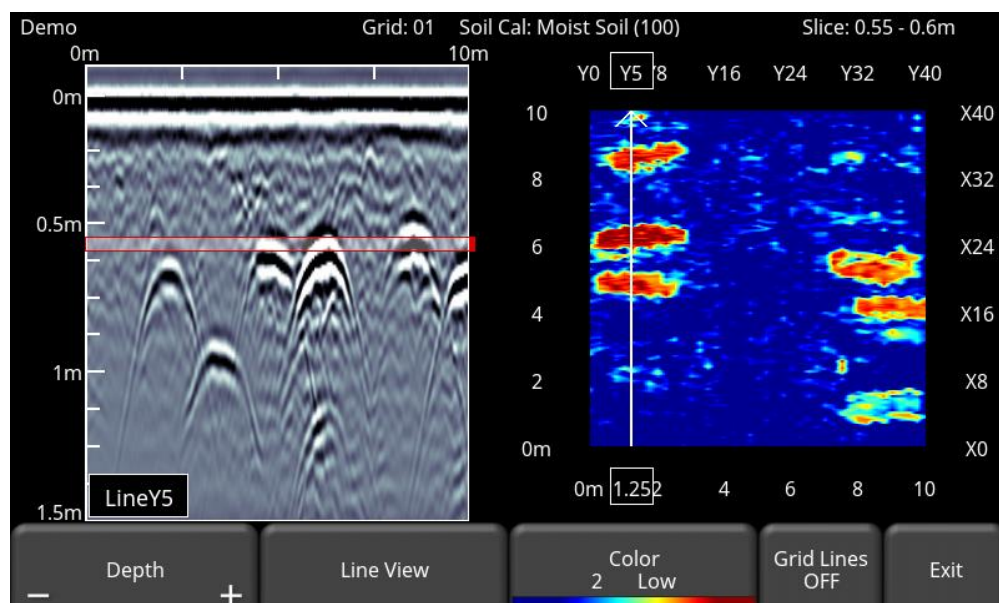 Demo Grid: 01 Soil Cal: Moist Soil (100) Slice: 0.55 - 0.6m
0m 10m
Y0 Y5 Y8 Y16 Y24 Y32 Y40
0m
0.5m
1m
1.5m
LineY5
10 X40
8 X32
6 X24
4 X16
2 X8
0m X0
0m 1.25 2 4 6 8 10
Depth
− +
Line View
Color
2 Low
Grid Lines
OFF
Exit